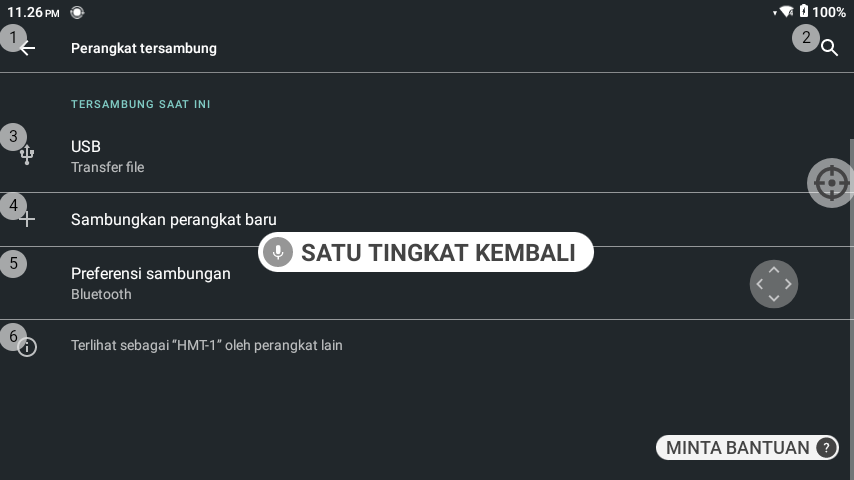 11.26 PM
100%
1
Perangkat tersambung
2
TERSAMBUNG SAAT INI
3
USB
Transfer file
4
Sambungkan perangkat baru
SATU TINGKAT KEMBALI
5
Preferensi sambungan
Bluetooth
6
Terlihat sebagai “HMT-1” oleh perangkat lain
MINTA BANTUAN ?